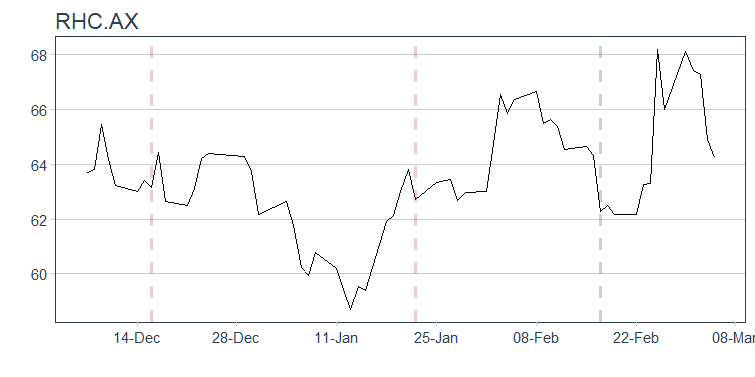 RHC.AX
68
66
64
62
60
14-Dec
28-Dec
11-Jan
25-Jan
08-Feb
22-Feb
08-Mar